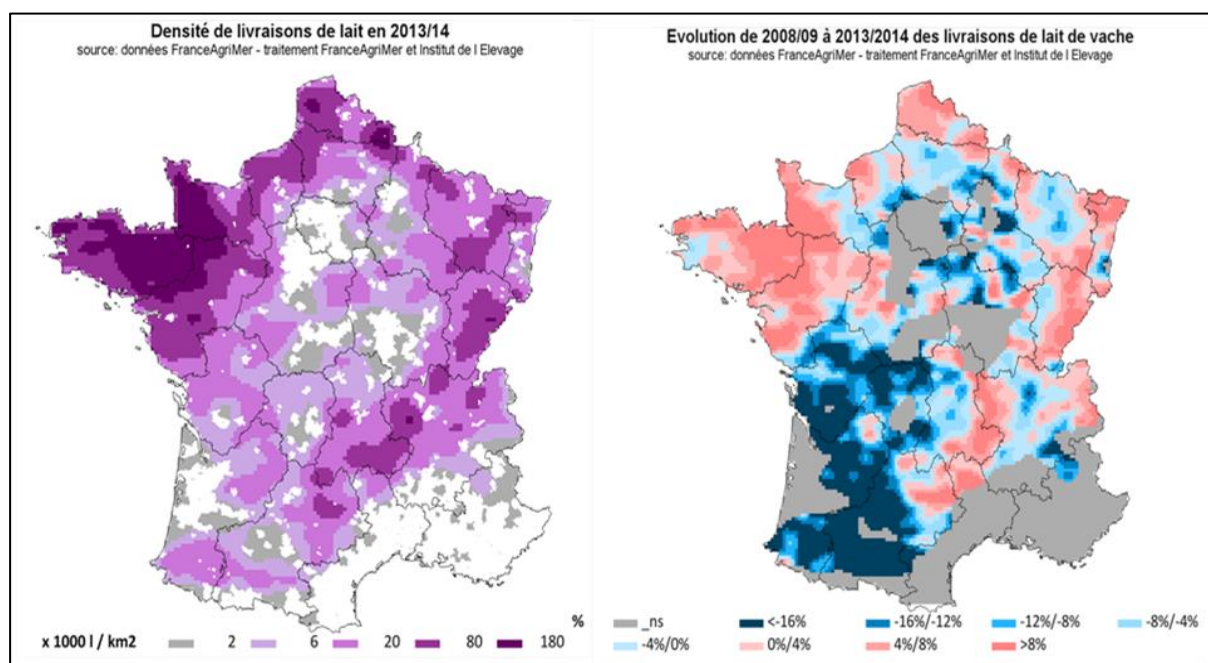 Densité de livraisons de lait en 2013/14
source: données FranceAgriMer - traitement FranceAgriMer et Institut de l Elevage
% 
x 1000 l / km2 2 6 20 80 180
Evolution de 2008/09 à 2013/2014 des livraisons de lait de vache
source: données FranceAgriMer - traitement FranceAgriMer et Institut de l Elevage
_ns <-16% -16%/-12% -12%/-8% -8%/-4%
-4%/0% 0%/4% 4%/8% >8%